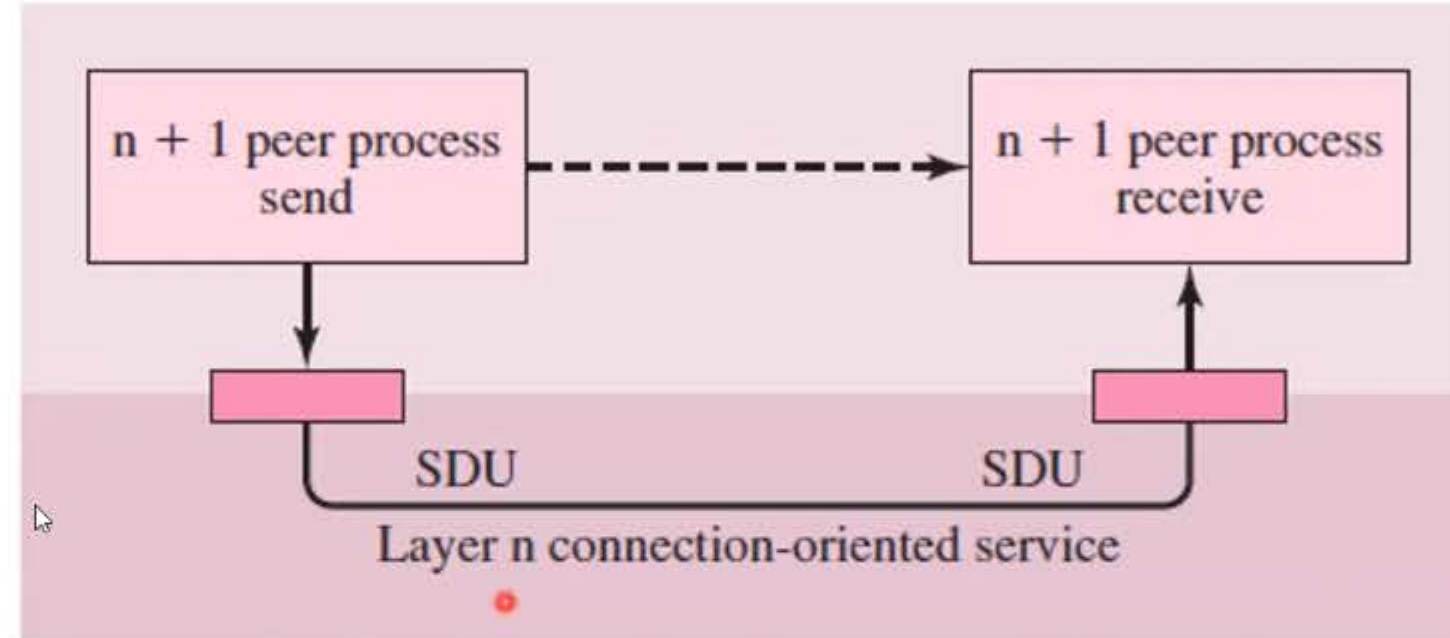 n + 1 peer process
send
n + 1 peer process
receive
SDU
SDU
Layer n connection-oriented service